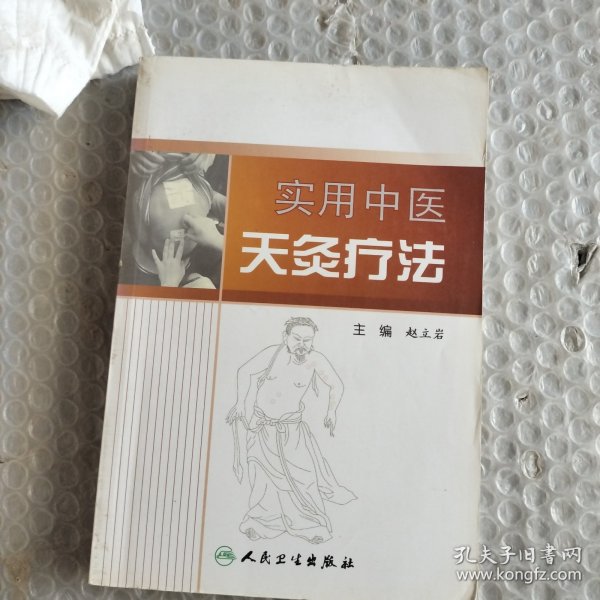 实用中医
天灸疗法
主编 赵立岩
人民卫生出版社
孔夫子旧书网
www.kongfz.com